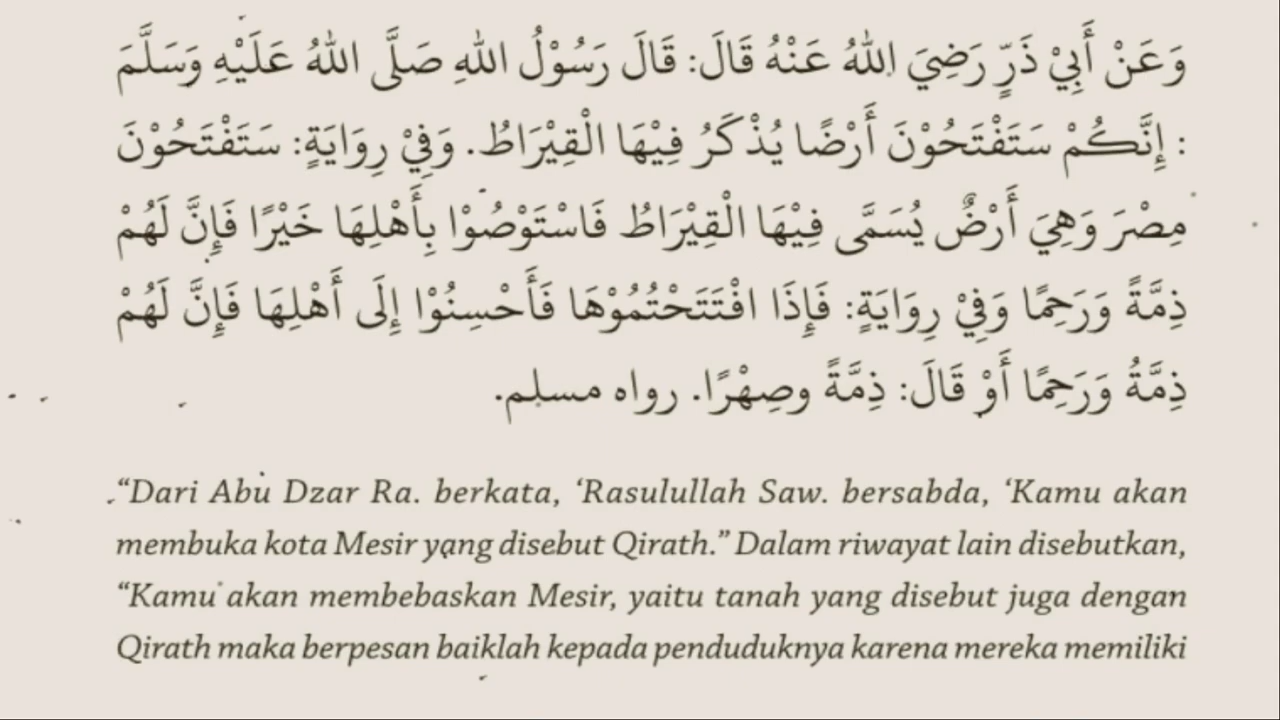 وَعَنْ أَبِيْ ذَرٍّ رَضِيَ اللهُ عَنْهُ قَالَ: قَالَ رَسُوْلُ اللهِ صَلَّى اللهُ عَلَيْهِ وَسَلَّمَ
: إِنَّكُمْ سَتَفْتَحُوْنَ أَرْضًا يُذْكَرُ فِيْهَا الْقِيْرَاطُ. وَفِيْ رِوَايَةٍ: سَتَفْتَحُوْنَ
مِصْرَ وَهِيَ أَرْضٌ يُسَمَّى فِيْهَا الْقِيْرَاطُ فَاسْتَوْصُوْا بِأَهْلِهَا خَيْرًا فَإِنَّ لَهُمْ
ذِمَّةً وَرَحِمًا وَفِيْ رِوَايَةٍ: فَإِذَا افْتَتَحْتُمُوْهَا فَأَحْسِنُوْا إِلَى أَهْلِهَا فَإِنَّ لَهُمْ
ذِمَّةُ وَرَحِمًا أَوْ قَالَ: ذِمَّةً وصِهْرًا. رواه مسلم.
“Dari Abu Dzar Ra. berkata, ‘Rasulullah Saw. bersabda, ‘Kamu akan
membuka kota Mesir yang disebut Qirath.” Dalam riwayat lain disebutkan,
“Kamu akan membebaskan Mesir, yaitu tanah yang disebut juga dengan
Qirath maka berpesan baiklah kepada penduduknya karena mereka memiliki